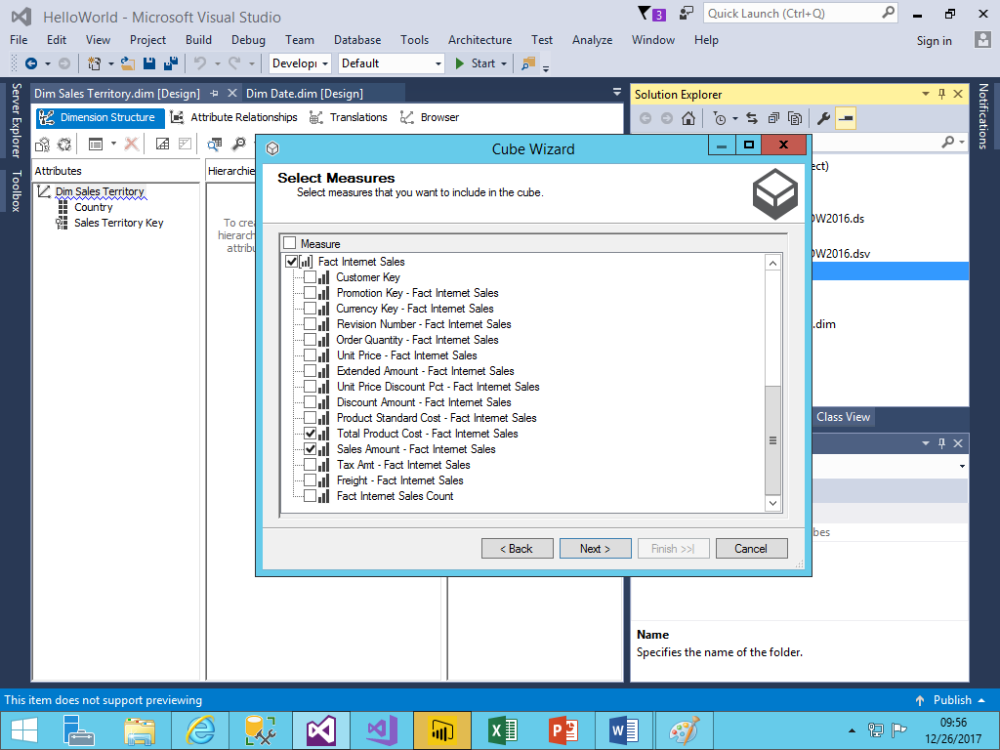 HelloWorld - Microsoft Visual Studio
3
Quick Launch (Ctrl+Q)
File Edit View Project Build Debug Team Database Tools Architecture Test Analyze Window Help
Sign in
Default
Start
Server Explorer
Toolbox
Dim Sales Territory.dim [Design]
Dim Date.dim [Design]
Dimension Structure
Attribute Relationships
Translations
Browser
Attributes
Dim Sales Territory
Country
Sales Territory Key
Cube Wizard
Select Measures
Select measures that you want to include in the cube.
Measure
Fact Internet Sales
Customer Key
Promotion Key - Fact Internet Sales
Currency Key - Fact Internet Sales
Revision Number - Fact Internet Sales
Order Quantity - Fact Internet Sales
Unit Price - Fact Internet Sales
Extended Amount - Fact Internet Sales
Unit Price Discount Pct - Fact Internet Sales
Discount Amount - Fact Internet Sales
Product Standard Cost - Fact Internet Sales
Total Product Cost - Fact Internet Sales
Sales Amount - Fact Internet Sales
Tax Amt - Fact Internet Sales
Freight - Fact Internet Sales
Fact Internet Sales Count
< Back
Next >
Finish >>|
Cancel
Solution Explorer
Notifications
W2016.ds
W2016.dsv
.dim
Class View
Name
Specifies the name of the folder.
This item does not support previewing
Publish
09:56
12/26/2017